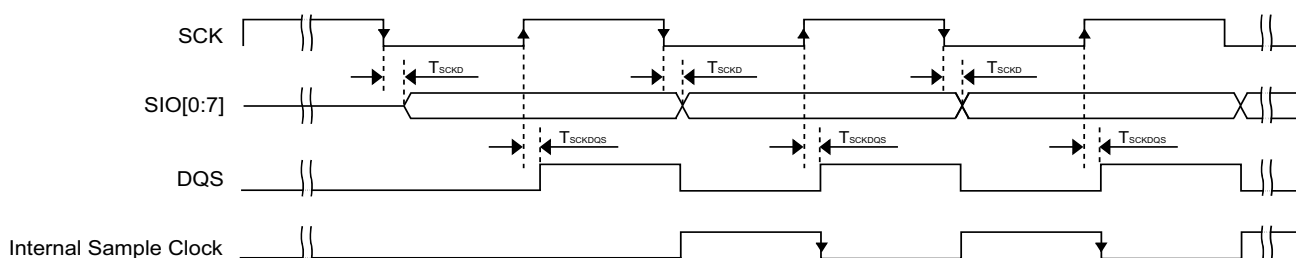 SCK
TSCKD
TSCKD
TSCKD
SIO[0:7]
TSCKDQS
TSCKDQS
TSCKDQS
DQS
Internal Sample Clock